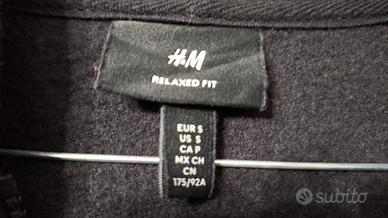 H&M
RELAXED FIT
EUR S
US S
CA P
MX CH
CN
175/92A
subito